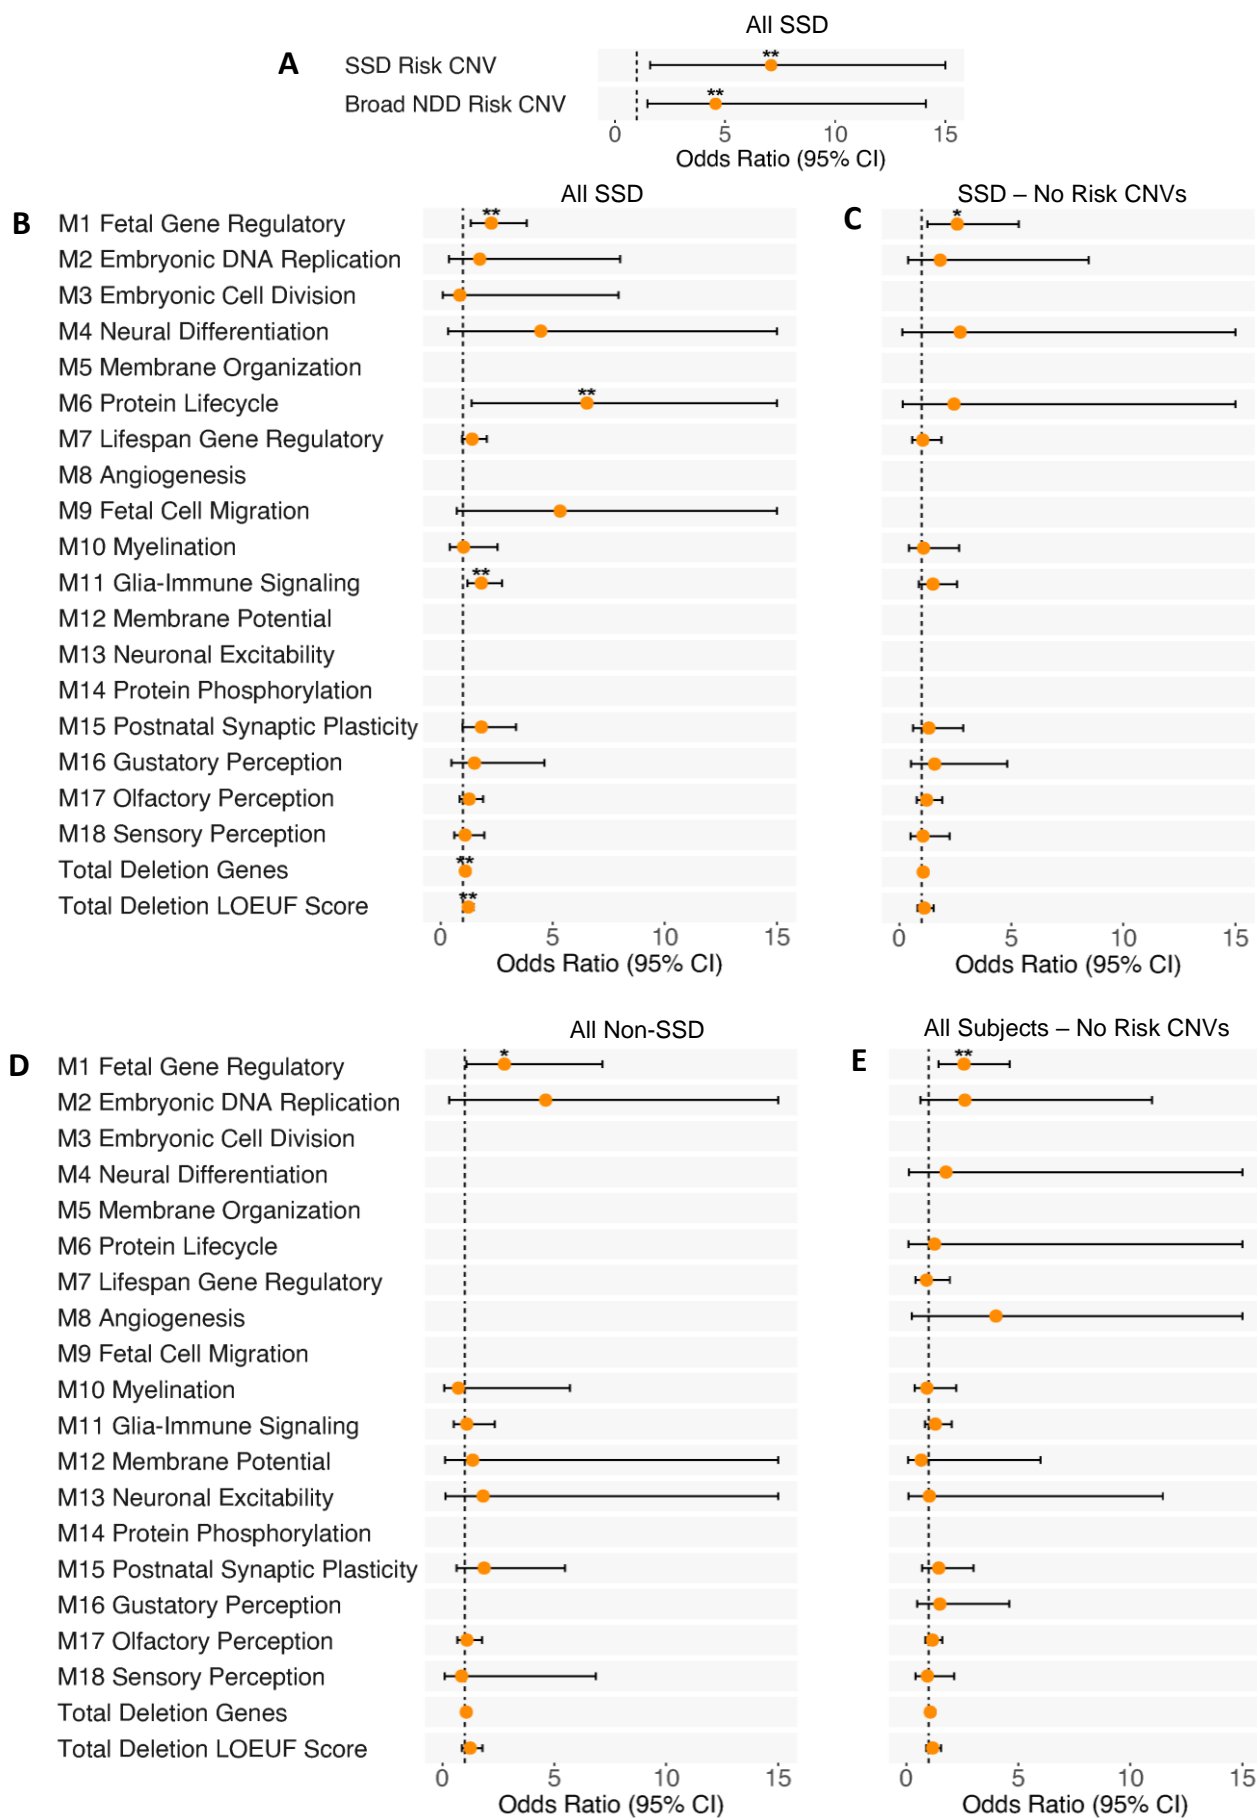 All SSD
A
SSD Risk CNV
**
Broad NDD Risk CNV
**
0 5 10 15
Odds Ratio (95% CI)
All SSD
SSD – No Risk CNVs
B
C
M1 Fetal Gene Regulatory
**
*
M2 Embryonic DNA Replication
M3 Embryonic Cell Division
M4 Neural Differentiation
M5 Membrane Organization
M6 Protein Lifecycle
**
M7 Lifespan Gene Regulatory
M8 Angiogenesis
M9 Fetal Cell Migration
M10 Myelination
M11 Glia-Immune Signaling
**
M12 Membrane Potential
M13 Neuronal Excitability
M14 Protein Phosphorylation
M15 Postnatal Synaptic Plasticity
M16 Gustatory Perception
M17 Olfactory Perception
M18 Sensory Perception
Total Deletion Genes
**
Total Deletion LOEUF Score
**
0 5 10 15
0 5 10 15
Odds Ratio (95% CI)
Odds Ratio (95% CI)
All Non-SSD
All Subjects – No Risk CNVs
D
E
M1 Fetal Gene Regulatory
*
**
M2 Embryonic DNA Replication
M3 Embryonic Cell Division
M4 Neural Differentiation
M5 Membrane Organization
M6 Protein Lifecycle
M7 Lifespan Gene Regulatory
M8 Angiogenesis
M9 Fetal Cell Migration
M10 Myelination
M11 Glia-Immune Signaling
M12 Membrane Potential
M13 Neuronal Excitability
M14 Protein Phosphorylation
M15 Postnatal Synaptic Plasticity
M16 Gustatory Perception
M17 Olfactory Perception
M18 Sensory Perception
Total Deletion Genes
Total Deletion LOEUF Score
0 5 10 15
0 5 10 15
Odds Ratio (95% CI)
Odds Ratio (95% CI)